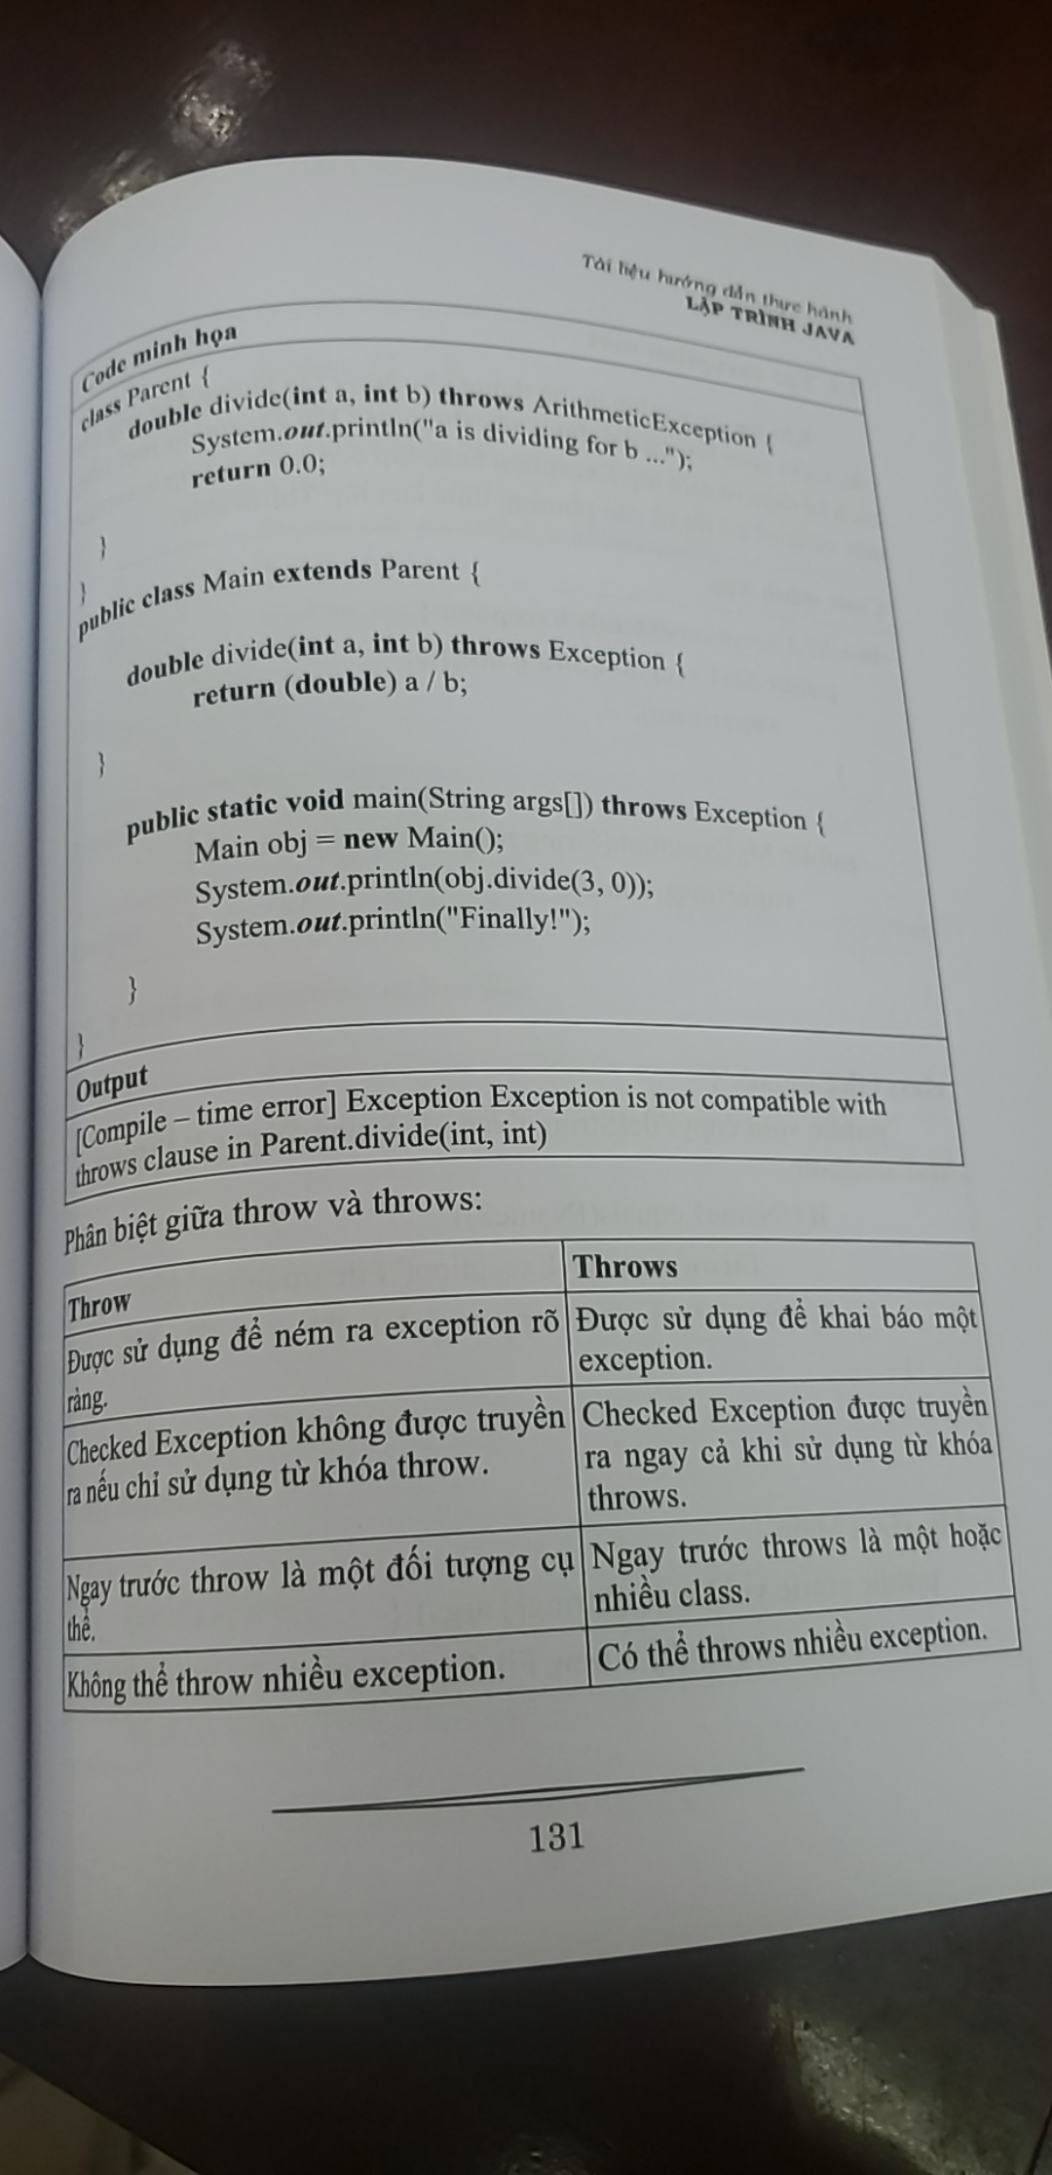 Tài liệu hướng dẫn thực hành
LẬP TRÌNH JAVA
Code minh họa
class Parent {
double divide(int a, int b) throws ArithmeticException {
System.out.println("a is dividing for b ...");
return 0.0;
}
}
public class Main extends Parent {
double divide(int a, int b) throws Exception {
return (double) a / b;
}
public static void main(String args[]) throws Exception {
Main obj = new Main();
System.out.println(obj.divide(3, 0));
System.out.println("Finally!");
}
}
Output
[Compile – time error] Exception Exception is not compatible with
throws clause in Parent.divide(int, int)
Phân biệt giữa throw và throws:
Throw
Throws
Được sử dụng để ném ra exception rõ
ràng.
Được sử dụng để khai báo một
exception.
Checked Exception không được truyền
ra nếu chỉ sử dụng từ khóa throw.
Checked Exception được truyền
ra ngay cả khi sử dụng từ khóa
throws.
Ngay trước throw là một đối tượng cụ
thể.
Ngay trước throws là một hoặc
nhiều class.
Không thể throw nhiều exception.
Có thể throws nhiều exception.
131